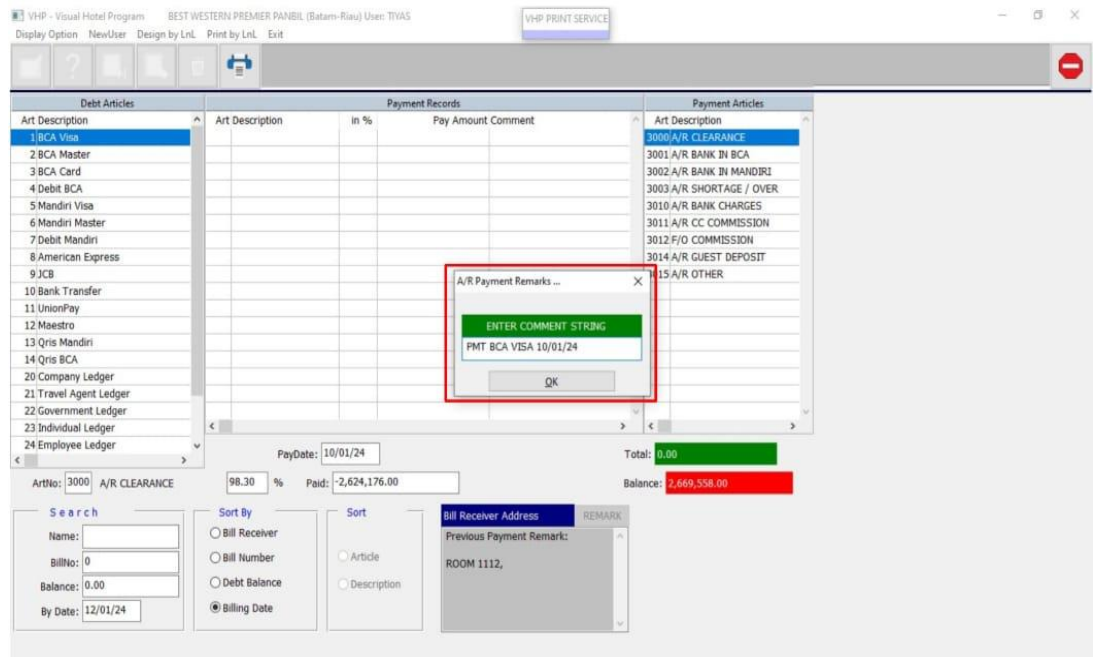 VHP - Visual Hotel Program BEST WESTERN PREMIER PANBIL (Batam-Riau) User: TIYAS
VHP PRINT SERVICE
Display Option NewUser Design by LnL Print by LnL Exit
Debt Articles Payment Records Payment Articles
Art Description Art Description in % Pay Amount Comment Art Description
1 BCA Visa 3000 A/R CLEARANCE
2 BCA Master 3001 A/R BANK IN BCA
3 BCA Card 3002 A/R BANK IN MANDIRI
4 Debit BCA 3003 A/R SHORTAGE / OVER
5 Mandiri Visa 3010 A/R BANK CHARGES
6 Mandiri Master 3011 A/R CC COMMISSION
7 Debit Mandiri 3012 F/O COMMISSION
8 American Express 3014 A/R GUEST DEPOSIT
9 JCB 3015 A/R OTHER
A/R Payment Remarks ...
10 Bank Transfer
11 UnionPay
12 Maestro ENTER COMMENT STRING
13 Qris Mandiri PMT BCA VISA 10/01/24
14 Qris BCA
20 Company Ledger OK
21 Travel Agent Ledger
22 Government Ledger
23 Individual Ledger
24 Employee Ledger
PayDate: 10/01/24 Total: 0.00
ArtNo: 3000 A/R CLEARANCE 98.30 % Paid: -2,624,176.00 Balance: 2,669,558.00
Search Sort By Sort Bill Receiver Address REMARK
Name: Bill Receiver Previous Payment Remark:
BillNo: 0 Bill Number Article ROOM 1112,
Balance: 0.00 Debt Balance Description
By Date: 12/01/24 Billing Date